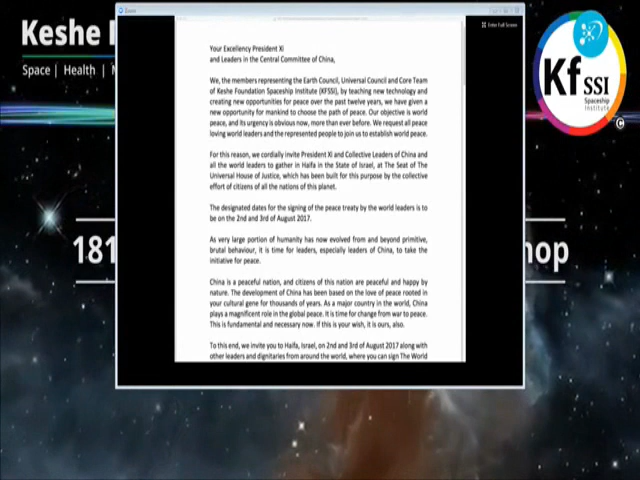 Keshe
Space | Health |
Zoom
Enter Full Screen
Kf SSI
Spaceship
Institute
©
181
hop
Your Excellency President Xi
and Leaders in the Central Committee of China,
We, the members representing the Earth Council, Universal Council and Core Team
of Keshe Foundation Spaceship Institute (KFSSI), by teaching new technology and
creating new opportunities for peace over the past twelve years, we have given a
new opportunity for mankind to choose the path of peace. Our objective is world
peace, and its urgency is obvious now, more than ever before. We request all peace
loving world leaders and the represented people to join us to establish world peace.
For this reason, we cordially invite President Xi and Collective Leaders of China and
all the world leaders to gather in Haifa in the State of Israel, at The Seat of The
Universal House of Justice, which has been built for this purpose by the collective
effort of citizens of all the nations of this planet.
The designated dates for the signing of the peace treaty by the world leaders is to
be on the 2nd and 3rd of August 2017.
As very large portion of humanity has now evolved from and beyond primitive,
brutal behaviour, it is time for leaders, especially leaders of China, to take the
initiative for peace.
China is a peaceful nation, and citizens of this nation are peaceful and happy by
nature. The development of China has been based on the love of peace rooted in
your cultural gene for thousands of years. As a major country in the world, China
plays a magnificent role in the global peace. It is time for change from war to peace.
This is fundamental and necessary now. If this is your wish, it is ours, also.
To this end, we invite you to Haifa, Israel, on 2nd and 3rd of August 2017 along with
other leaders and dignitaries from around the world, where you can sign The World